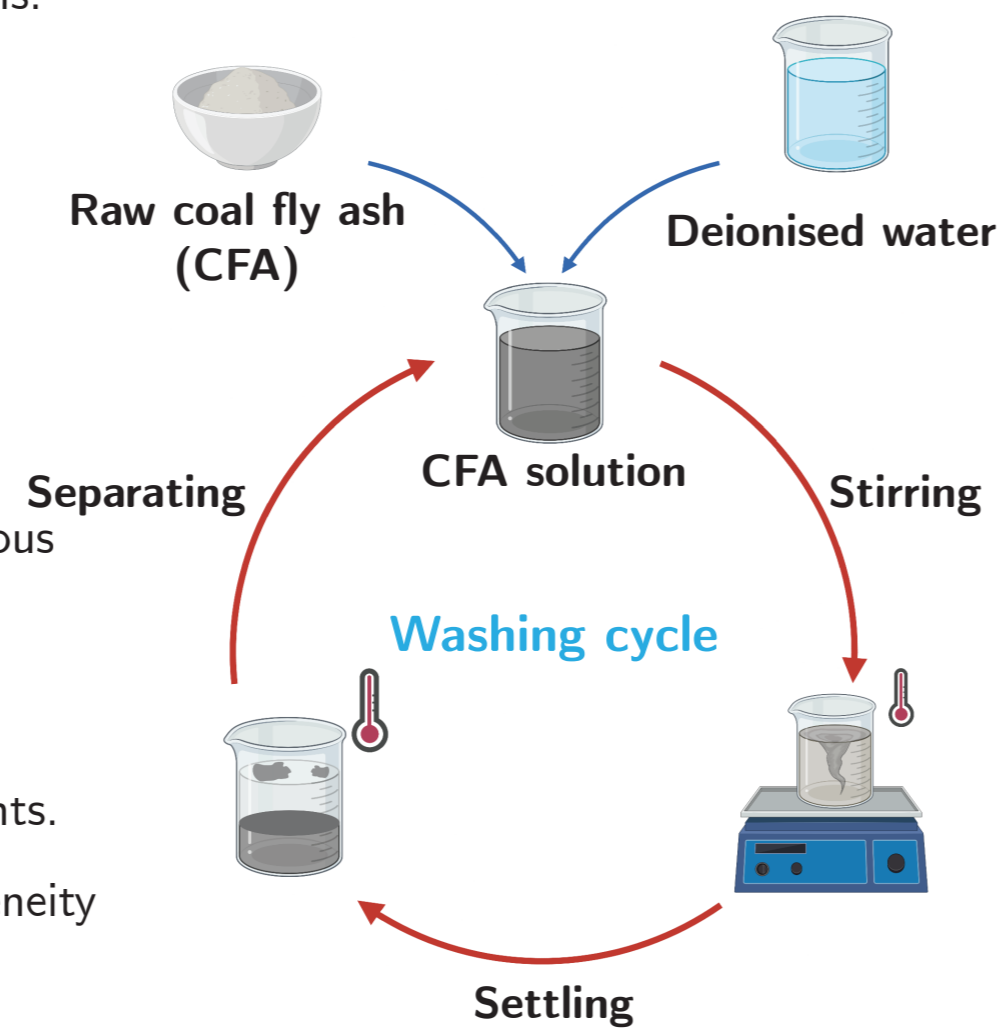 Raw coal fly ash
(CFA)
Deionised water
CFA solution
Separating
Stirring
ous
Washing cycle
nts.
neity
Settling